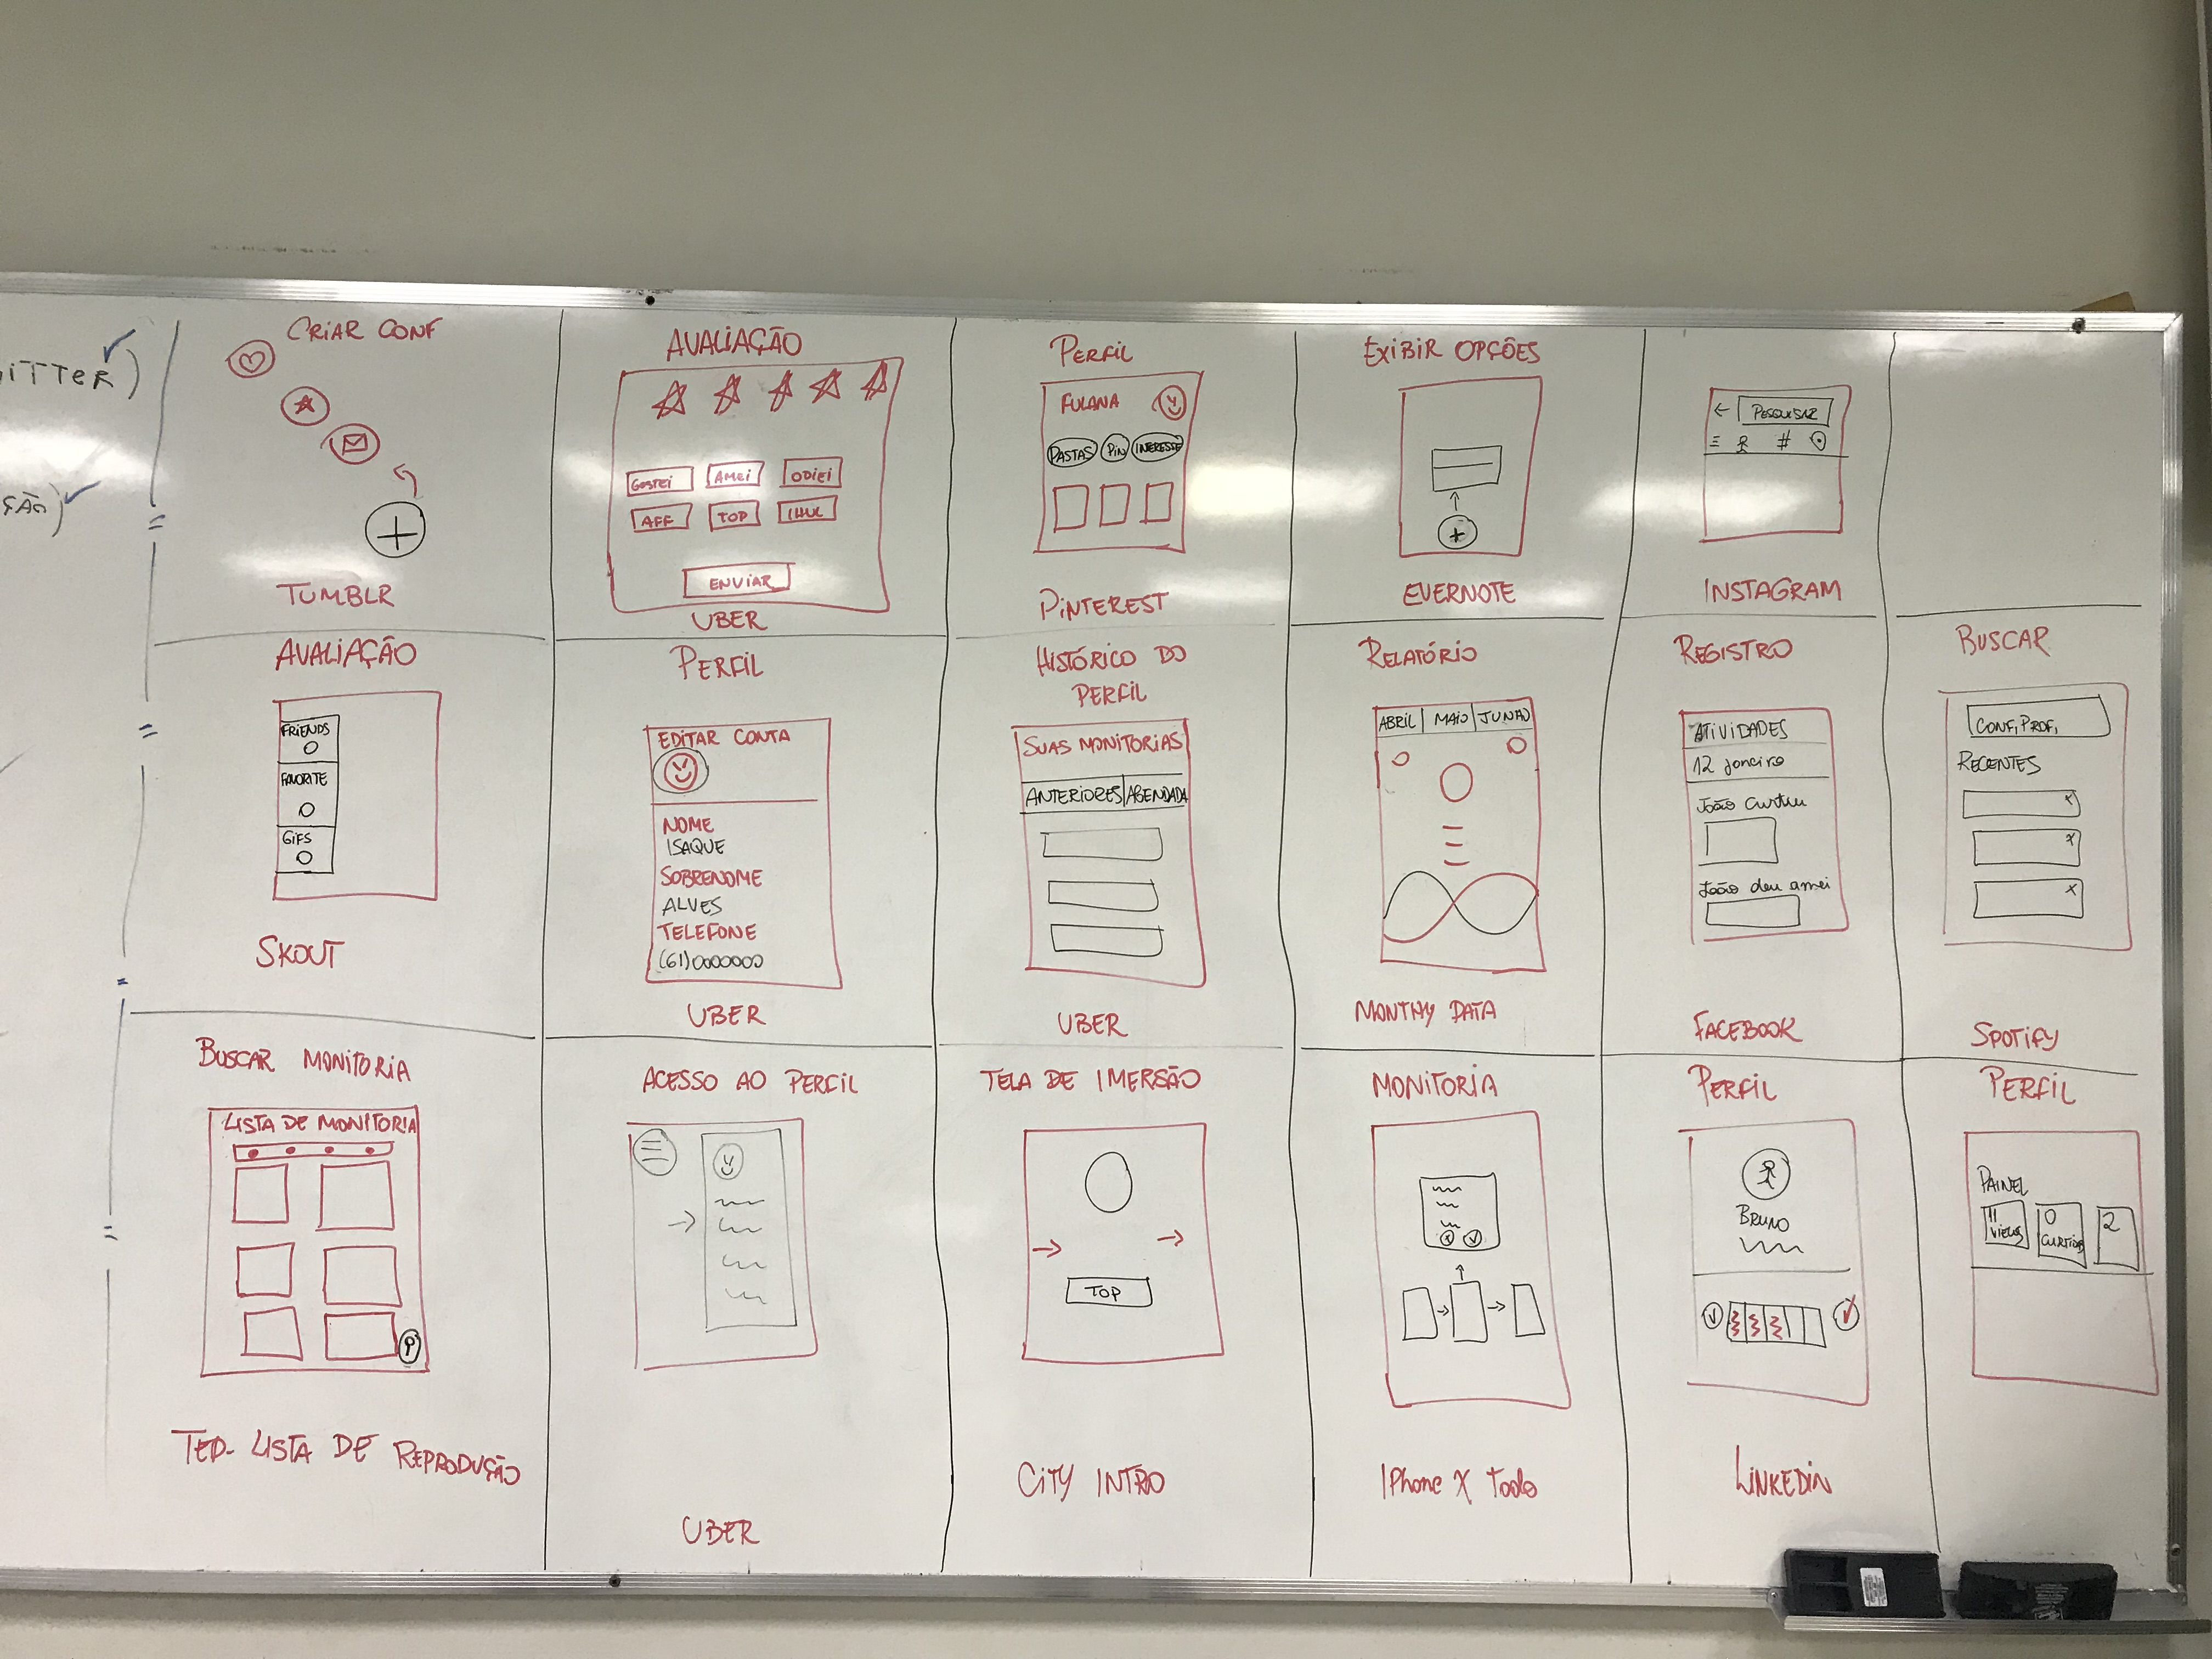 ITTER)
ÇÃO)
CRIAR CONF
TUMBLR
AVALIAÇÃO
GOSTEI AMEI ODIEI
AFF TOP IHUL
ENVIAR
UBER
PERFIL
FULANA
PASTAS PIN INTERESSE
PINTEREST
EXIBIR OPÇÕES
+
EVERNOTE
← PESQUISAR
#
INSTAGRAM
AVALIAÇÃO
FRIENDS
FAVORITE
GIFS
SKOUT
PERFIL
EDITAR CONTA
NOME
ISAQUE
SOBRENOME
ALVES
TELEFONE
(61)0000000
UBER
HISTÓRICO DO
PERFIL
SUAS MONITORIAS
ANTERIORES AGENDADA
UBER
RELATÓRIO
ABRIL MAIO JUNHO
MONTHY DATA
REGISTRO
ATIVIDADES
12 janeiro
João curtiu
João deu amei
FACEBOOK
BUSCAR
CONF, PROF,
RECENTES
x
x
x
SPOTIFY
BUSCAR MONITORIA
LISTA DE MONITORIA
P
TED- LISTA DE REPRODUÇÃO
ACESSO AO PERFIL
UBER
TELA DE IMERSÃO
TOP
CITY INTRO
MONITORIA
IPhone X Todo
PERFIL
BRUNO
LINKEDIN
PERFIL
PAINEL
11 0 2
VIEWS CURTIDAS